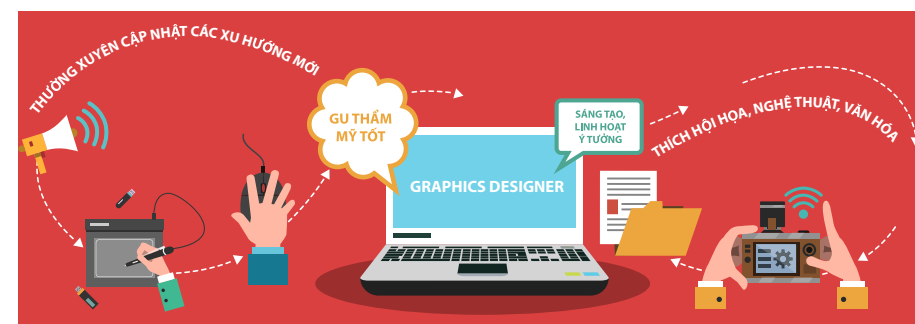 THƯỜNG XUYÊN CẬP NHẬT CÁC XU HƯỚNG MỚI
GU THẨM
MỸ TỐT
GRAPHICS DESIGNER
SÁNG TẠO,
LỊNH HOẠT
Ý TƯỞNG
THÍCH HỘI HỌA, NGHỆ THUẬT, VĂN HÓA